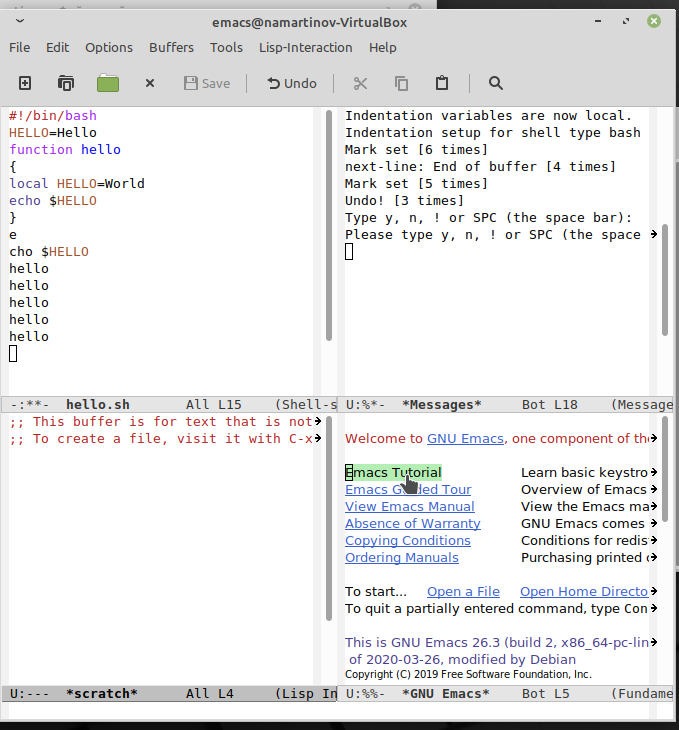 emacs@namartinov-VirtualBox
File Edit Options Buffers Tools Lisp-Interaction Help
Save Undo
#!/bin/bash
HELLO=Hello
function hello
{
local HELLO=World
echo $HELLO
}
e
cho $HELLO
hello
hello
hello
hello
hello
-:**- hello.sh All L15 (Shell-s
Indentation variables are now local.
Indentation setup for shell type bash
Mark set [6 times]
next-line: End of buffer [4 times]
Mark set [5 times]
Undo! [3 times]
Type y, n, ! or SPC (the space bar):
Please type y, n, ! or SPC (the space
U:%*- *Messages* Bot L18 (Message
;; This buffer is for text that is not
;; To create a file, visit it with C-x
U:--- *scratch* All L4 (Lisp In
Welcome to GNU Emacs, one component of the
Emacs Tutorial Learn basic keystro
Emacs Guided Tour Overview of Emacs
View Emacs Manual View the Emacs ma
Absence of Warranty GNU Emacs comes
Copying Conditions Conditions for redis
Ordering Manuals Purchasing printed
To start... Open a File Open Home Directo
To quit a partially entered command, type Con
This is GNU Emacs 26.3 (build 2, x86_64-pc-lin
of 2020-03-26, modified by Debian
Copyright (C) 2019 Free Software Foundation, Inc.
U:%%- *GNU Emacs* Bot L5 (Fundame